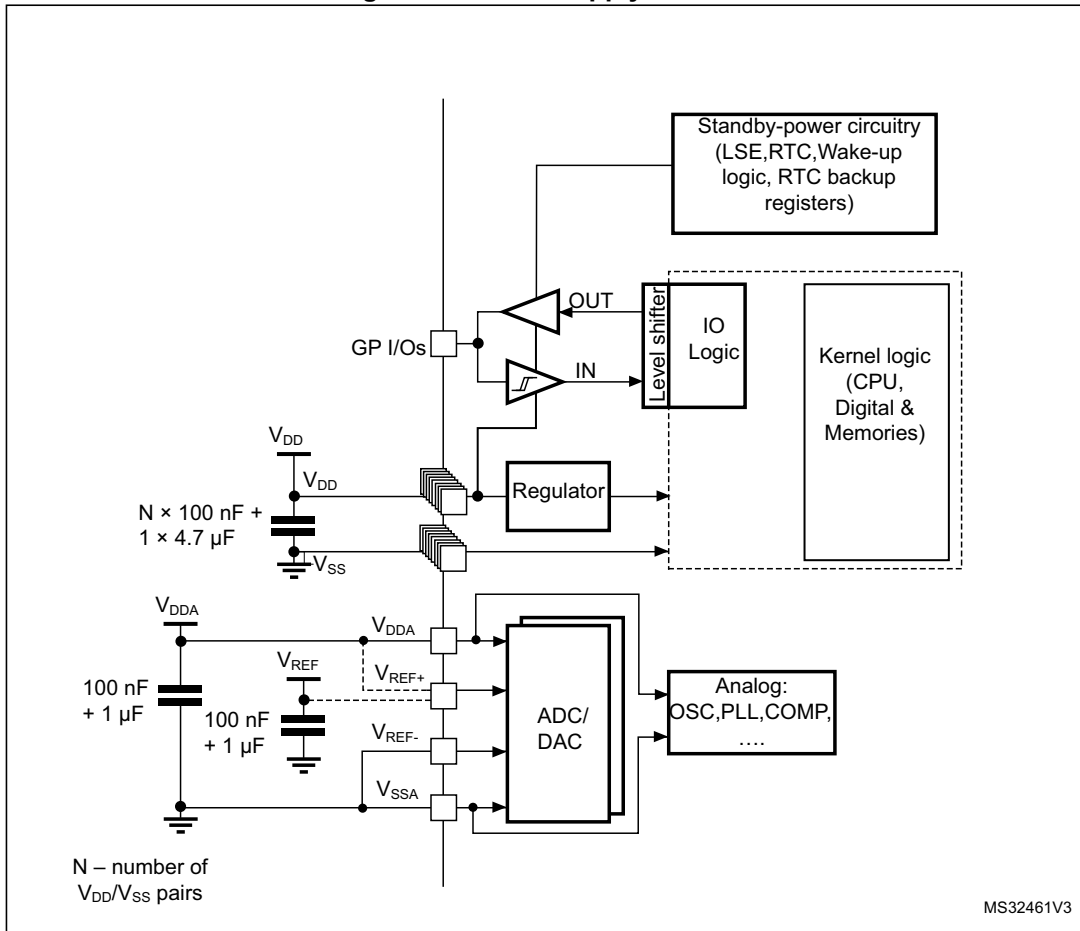 Standby-power circuitry
(LSE,RTC,Wake-up
logic, RTC backup
registers)
OUT
Level shifter
IO
Logic
GP I/Os
IN
Kernel logic
(CPU,
Digital &
Memories)
VDD
VDD
Regulator
N × 100 nF +
1 × 4.7 µF
VSS
VDDA
VDDA
VREF
VREF+
100 nF
+ 1 µF
100 nF
+ 1 µF
VREF-
ADC/
DAC
Analog:
OSC,PLL,COMP,
....
VSSA
N – number of
VDD/VSS pairs
MS32461V3